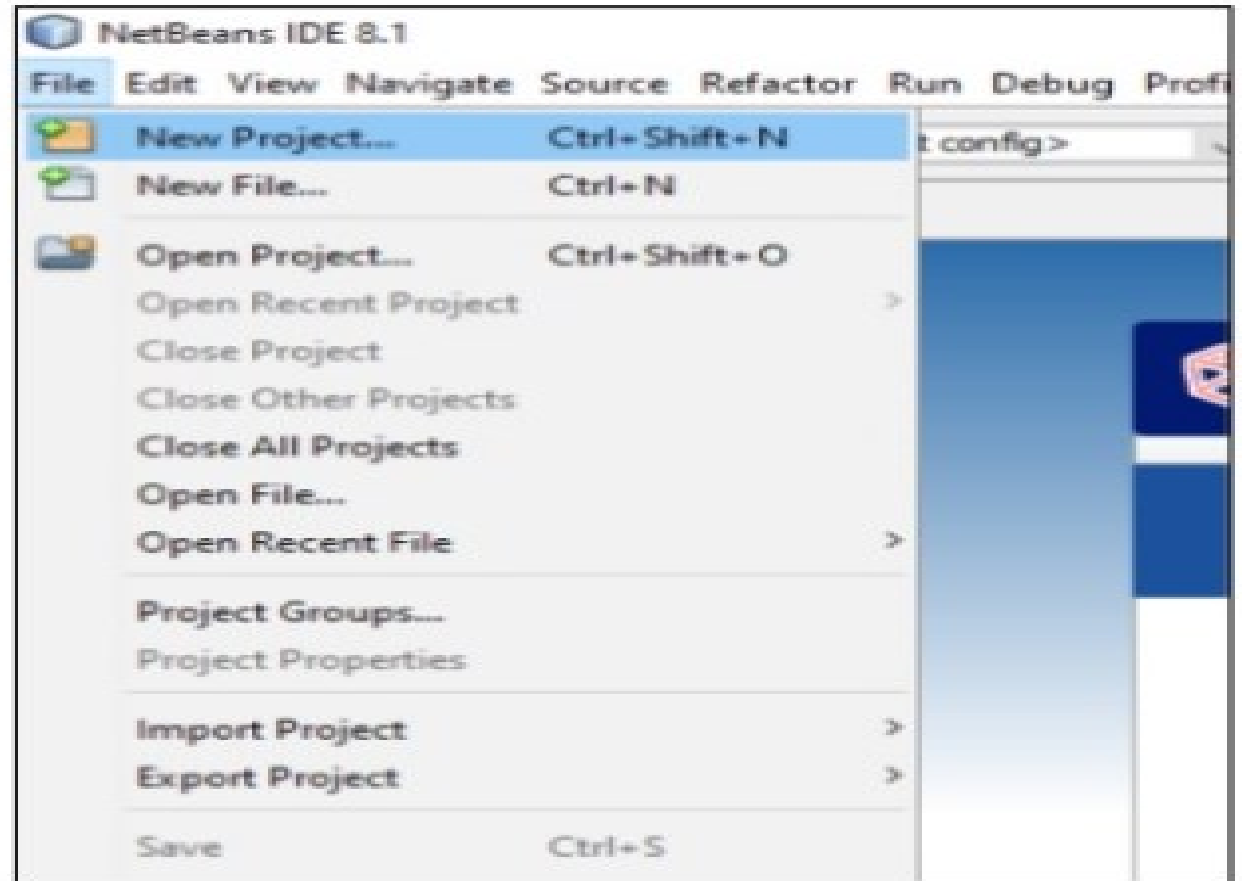 NetBeans IDE 8.1
File Edit View Navigate Source Refactor Run Debug Profi
New Project... Ctrl+Shift+N
t config>
New File... Ctrl+N
Open Project... Ctrl+Shift+O
Open Recent Project >
Close Project
Close Other Projects
Close All Projects
Open File...
Open Recent File >
Project Groups...
Project Properties
Import Project >
Export Project >
Save Ctrl+S